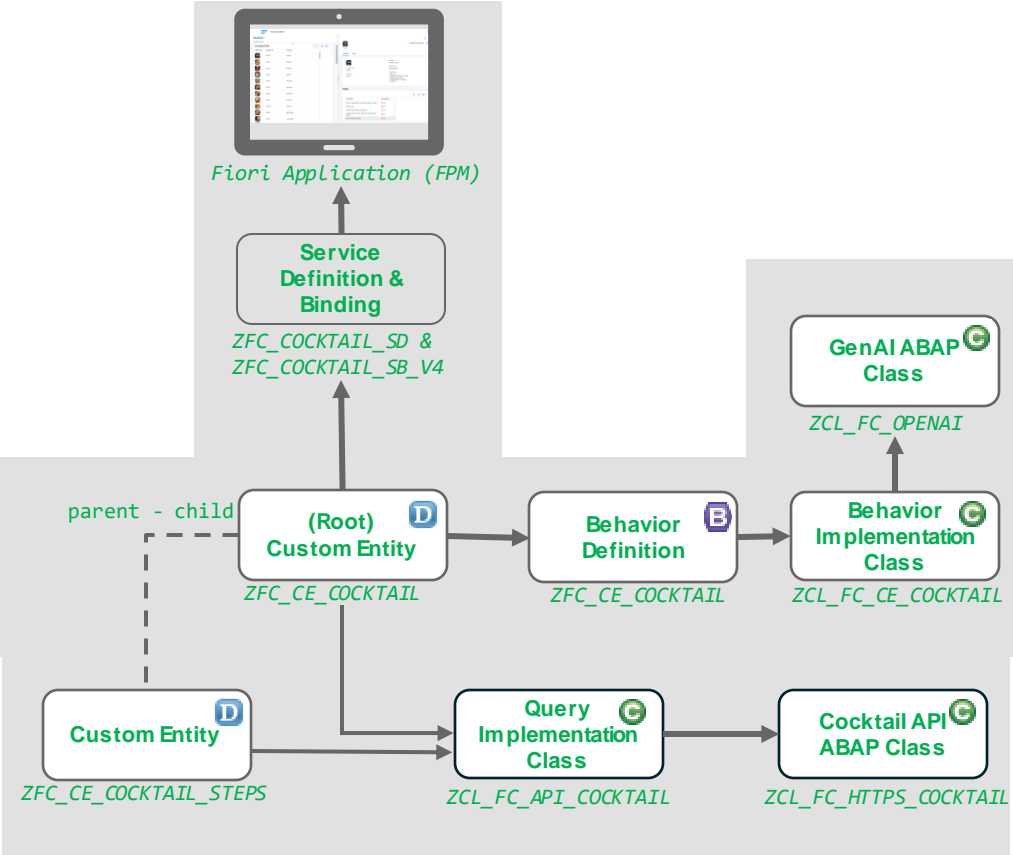 Fiori Application (FPM)
Service
Definition &
Binding
ZFC_COCKTAIL_SD &
ZFC_COCKTAIL_SB_V4
GenAI ABAP
Class
C
ZCL_FC_OPENAI
parent - child
(Root)
Custom Entity
D
ZFC_CE_COCKTAIL
Behavior
Definition
B
ZFC_CE_COCKTAIL
Behavior
Implementation
Class
C
ZCL_FC_CE_COCKTAIL
Custom Entity
D
ZFC_CE_COCKTAIL_STEPS
Query
Implementation
Class
C
ZCL_FC_API_COCKTAIL
Cocktail API
ABAP Class
C
ZCL_FC_HTTPS_COCKTAIL